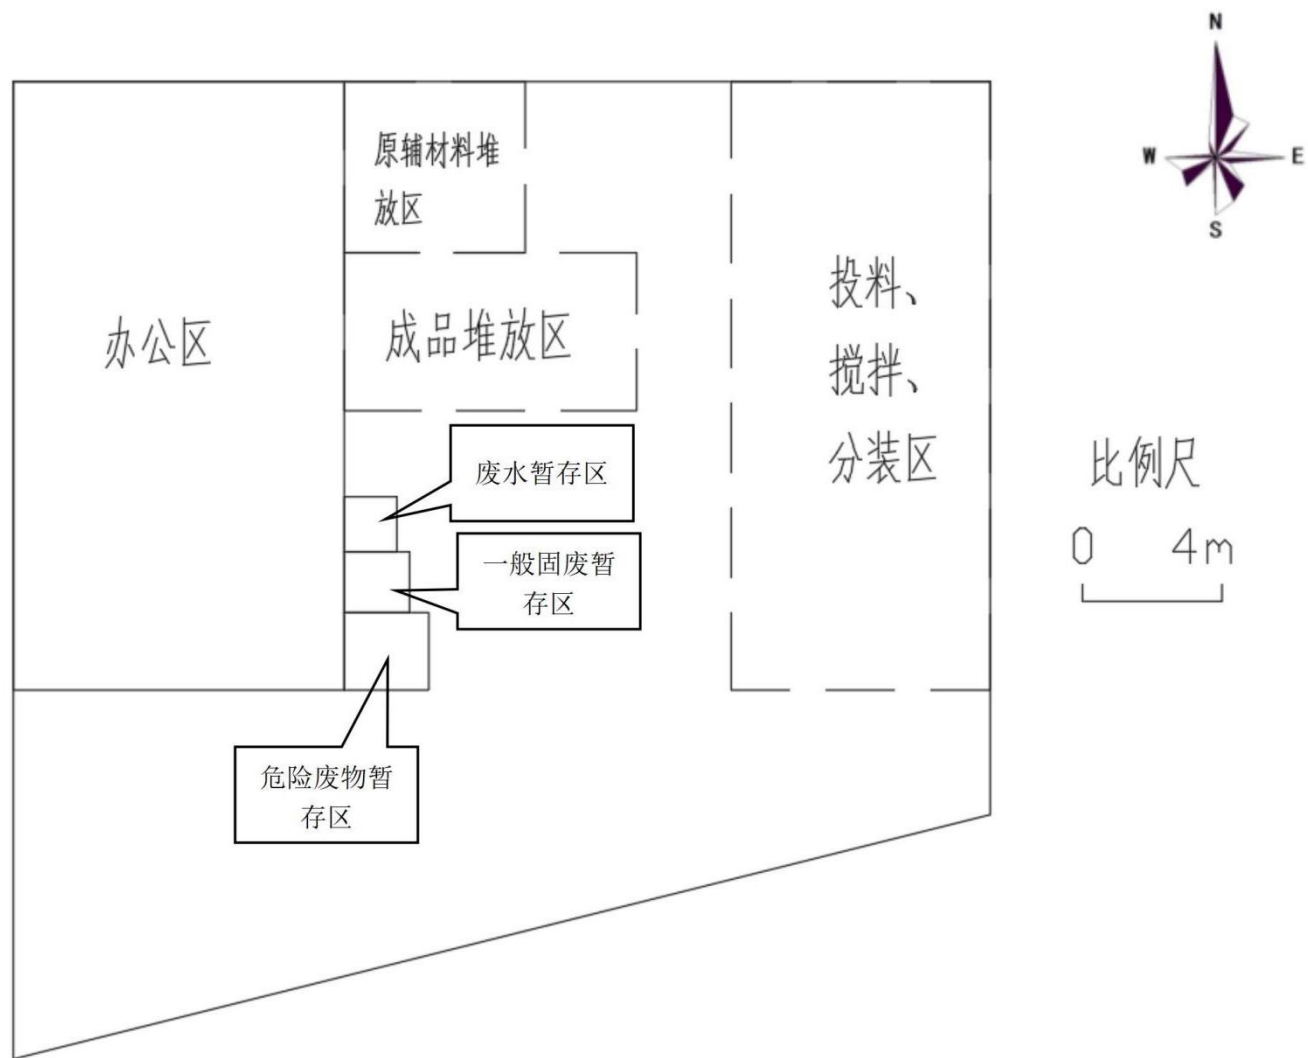 N
W
E
S
原辅材料堆
放区
办公区
成品堆放区
投料、
搅拌、
分装区
废水暂存区
一般固废暂
存区
危险废物暂
存区
比例尺
0
4m